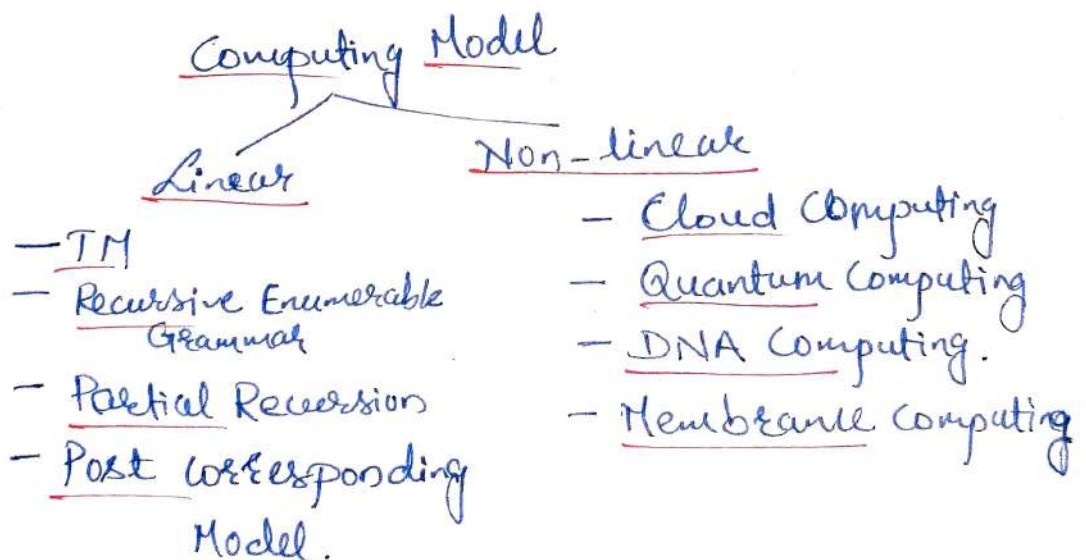 Computing Model
Linear
— TM
— Recursive Enumerable
Grammar
— Partial Recursion
— Post Corresponding
Model.
Non-linear
— Cloud Computing
— Quantum Computing
— DNA Computing.
— Membrane Computing